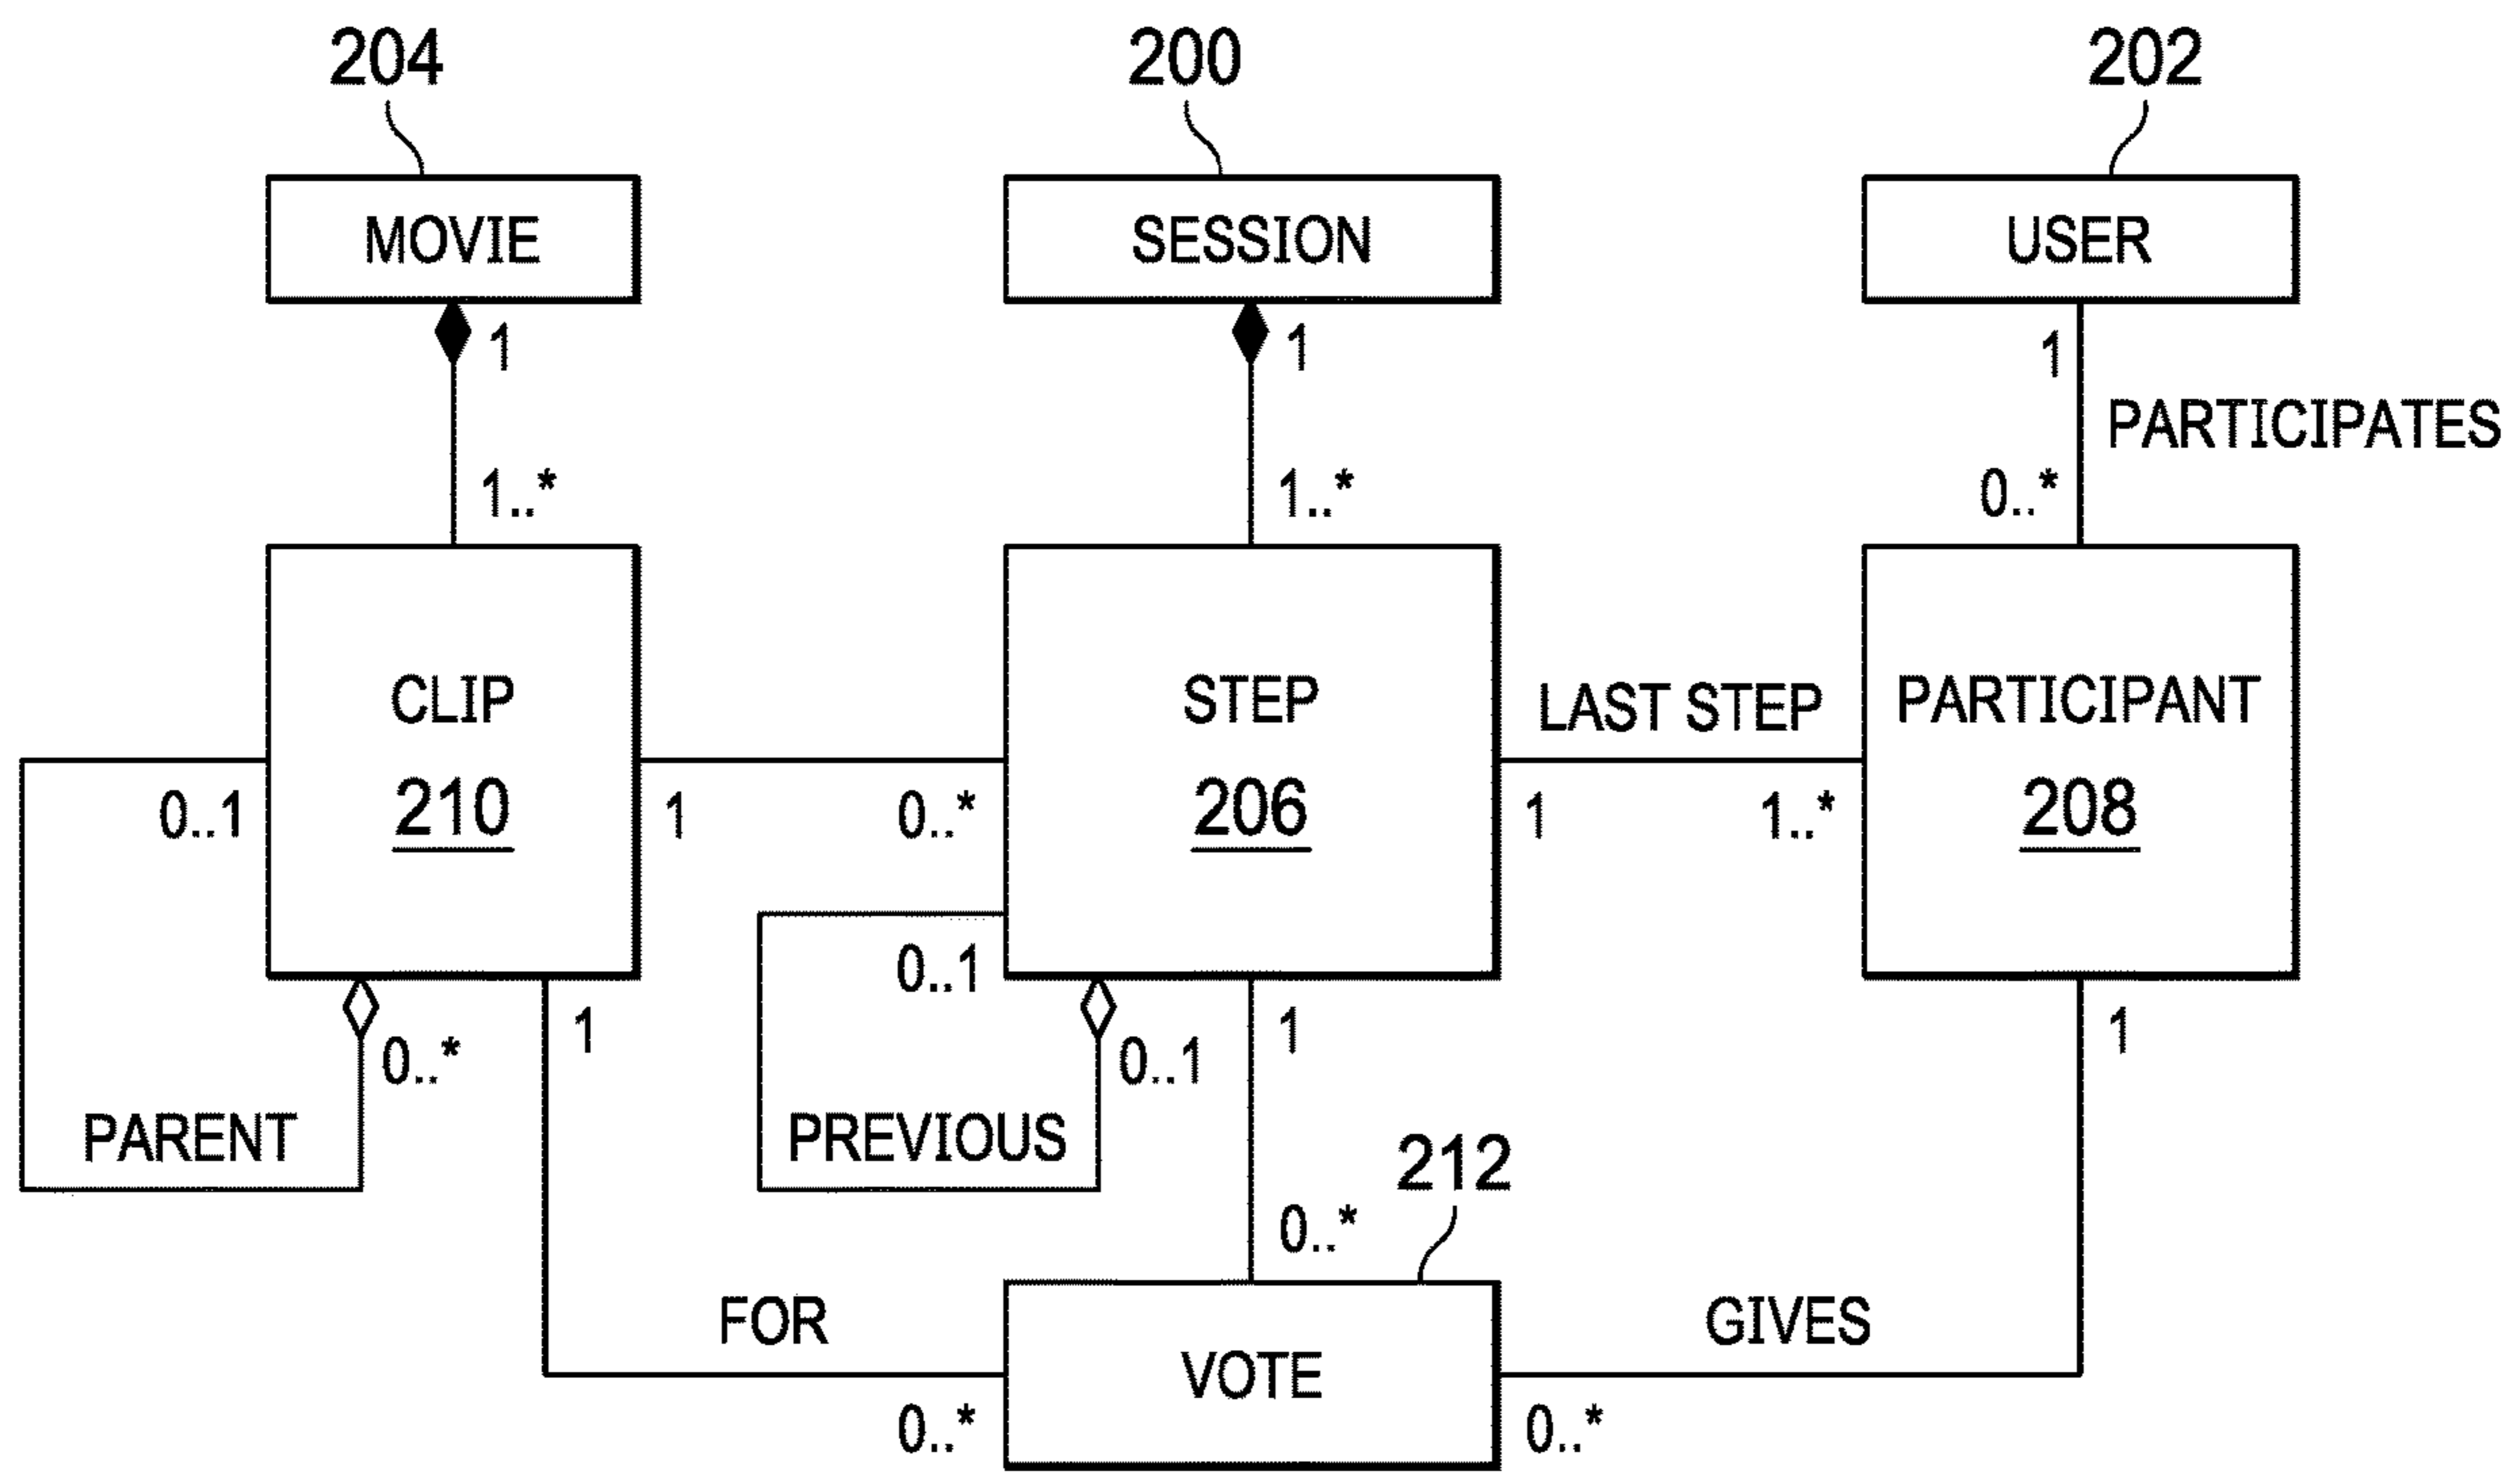 204
200
202
MOVIE
SESSION
USER
1
1
1
PARTICIPATES
1..*
1..*
0..*
CLIP
STEP
LAST STEP
PARTICIPANT
210
206
208
0..1
1
0..*
1
1..*
0..1
0..*
1
0..1
1
1
PARENT
PREVIOUS
212
0..*
FOR
GIVES
VOTE
0..*
0..*